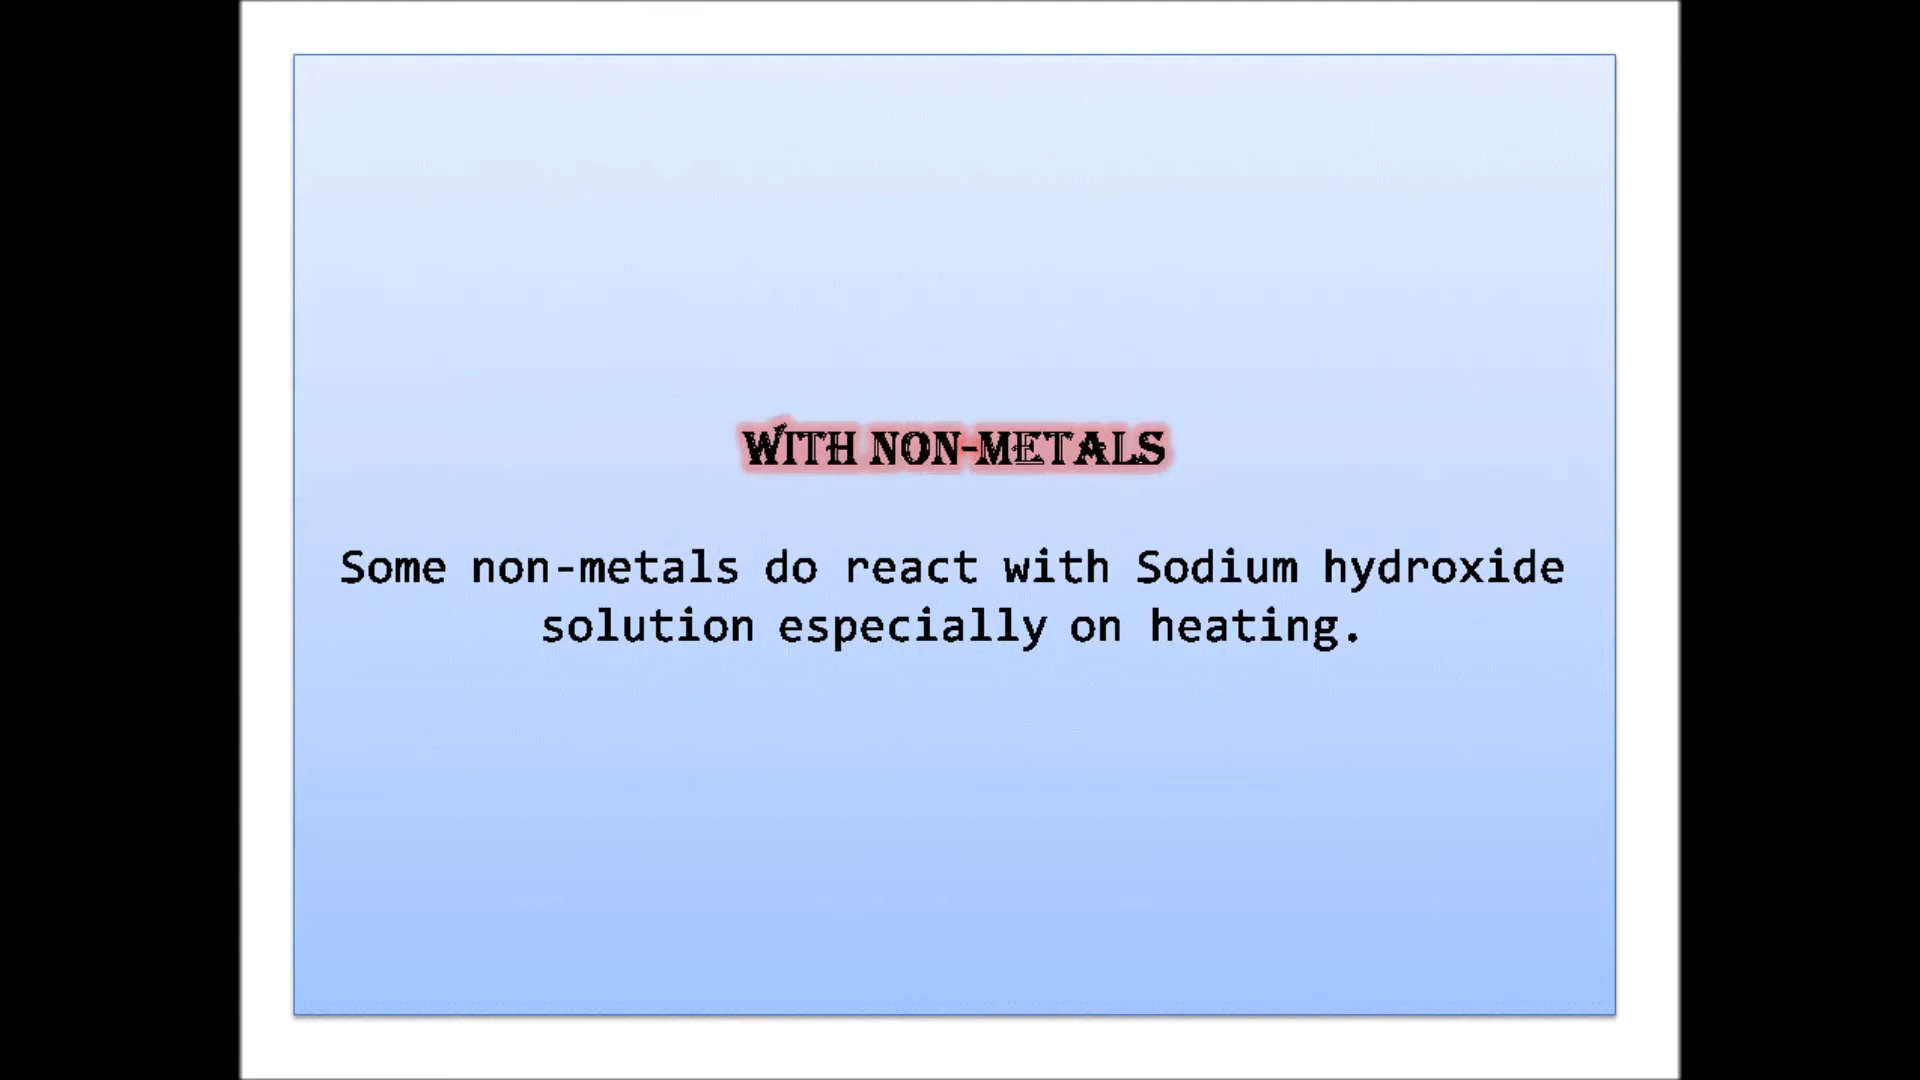 WITH NON-METALS
Some non-metals do react with Sodium hydroxide
solution especially on heating.